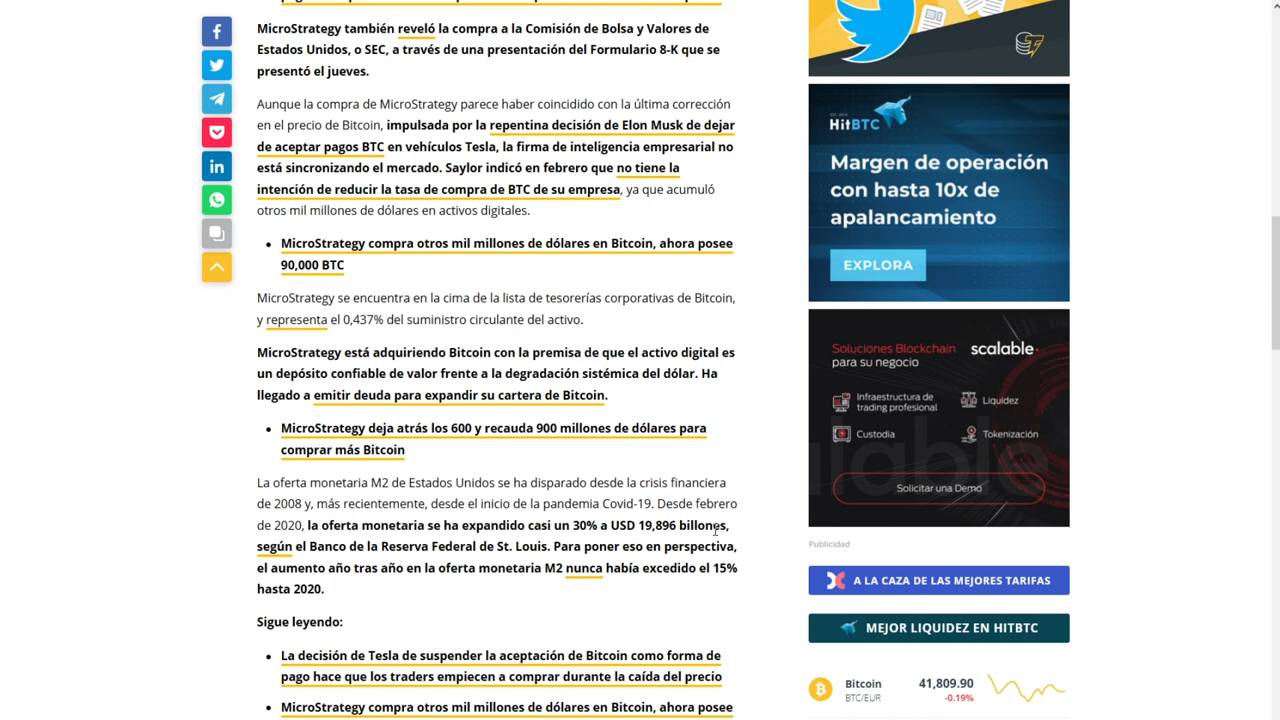 MicroStrategy también reveló la compra a la Comisión de Bolsa y Valores de
Estados Unidos, o SEC, a través de una presentación del Formulario 8-K que se
presentó el jueves.
Aunque la compra de MicroStrategy parece haber coincidido con la última corrección
en el precio de Bitcoin, impulsada por la repentina decisión de Elon Musk de dejar
de aceptar pagos BTC en vehículos Tesla, la firma de inteligencia empresarial no
está sincronizando el mercado. Saylor indicó en febrero que no tiene la
intención de reducir la tasa de compra de BTC de su empresa, ya que acumuló
otros mil millones de dólares en activos digitales.
MicroStrategy compra otros mil millones de dólares en Bitcoin, ahora posee
90,000 BTC
MicroStrategy se encuentra en la cima de la lista de tesorerías corporativas de Bitcoin,
y representa el 0,437% del suministro circulante del activo.
MicroStrategy está adquiriendo Bitcoin con la premisa de que el activo digital es
un depósito confiable de valor frente a la degradación sistémica del dólar. Ha
llegado a emitir deuda para expandir su cartera de Bitcoin.
MicroStrategy deja atrás los 600 y recauda 900 millones de dólares para
comprar más Bitcoin
La oferta monetaria M2 de Estados Unidos se ha disparado desde la crisis financiera
de 2008 y, más recientemente, desde el inicio de la pandemia Covid-19. Desde febrero
de 2020, la oferta monetaria se ha expandido casi un 30% a USD 19,896 billones,
según el Banco de la Reserva Federal de St. Louis. Para poner eso en perspectiva,
el aumento año tras año en la oferta monetaria M2 nunca había excedido el 15%
hasta 2020.
Sigue leyendo:
La decisión de Tesla de suspender la aceptación de Bitcoin como forma de
pago hace que los traders empiecen a comprar durante la caída del precio
MicroStrategy compra otros mil millones de dólares en Bitcoin, ahora posee
HitBTC
Margen de operación
con hasta 10x de
apalancamiento
EXPLORA
Soluciones Blockchain
para su negocio
scalable
Infraestructura de
trading profesional
Liquidez
Custodia
Tokenización
Solicitar una Demo
Publicidad
A LA CAZA DE LAS MEJORES TARIFAS
MEJOR LIQUIDEZ EN HITBTC
Bitcoin
41,809.90
BTC/EUR
-0.19%